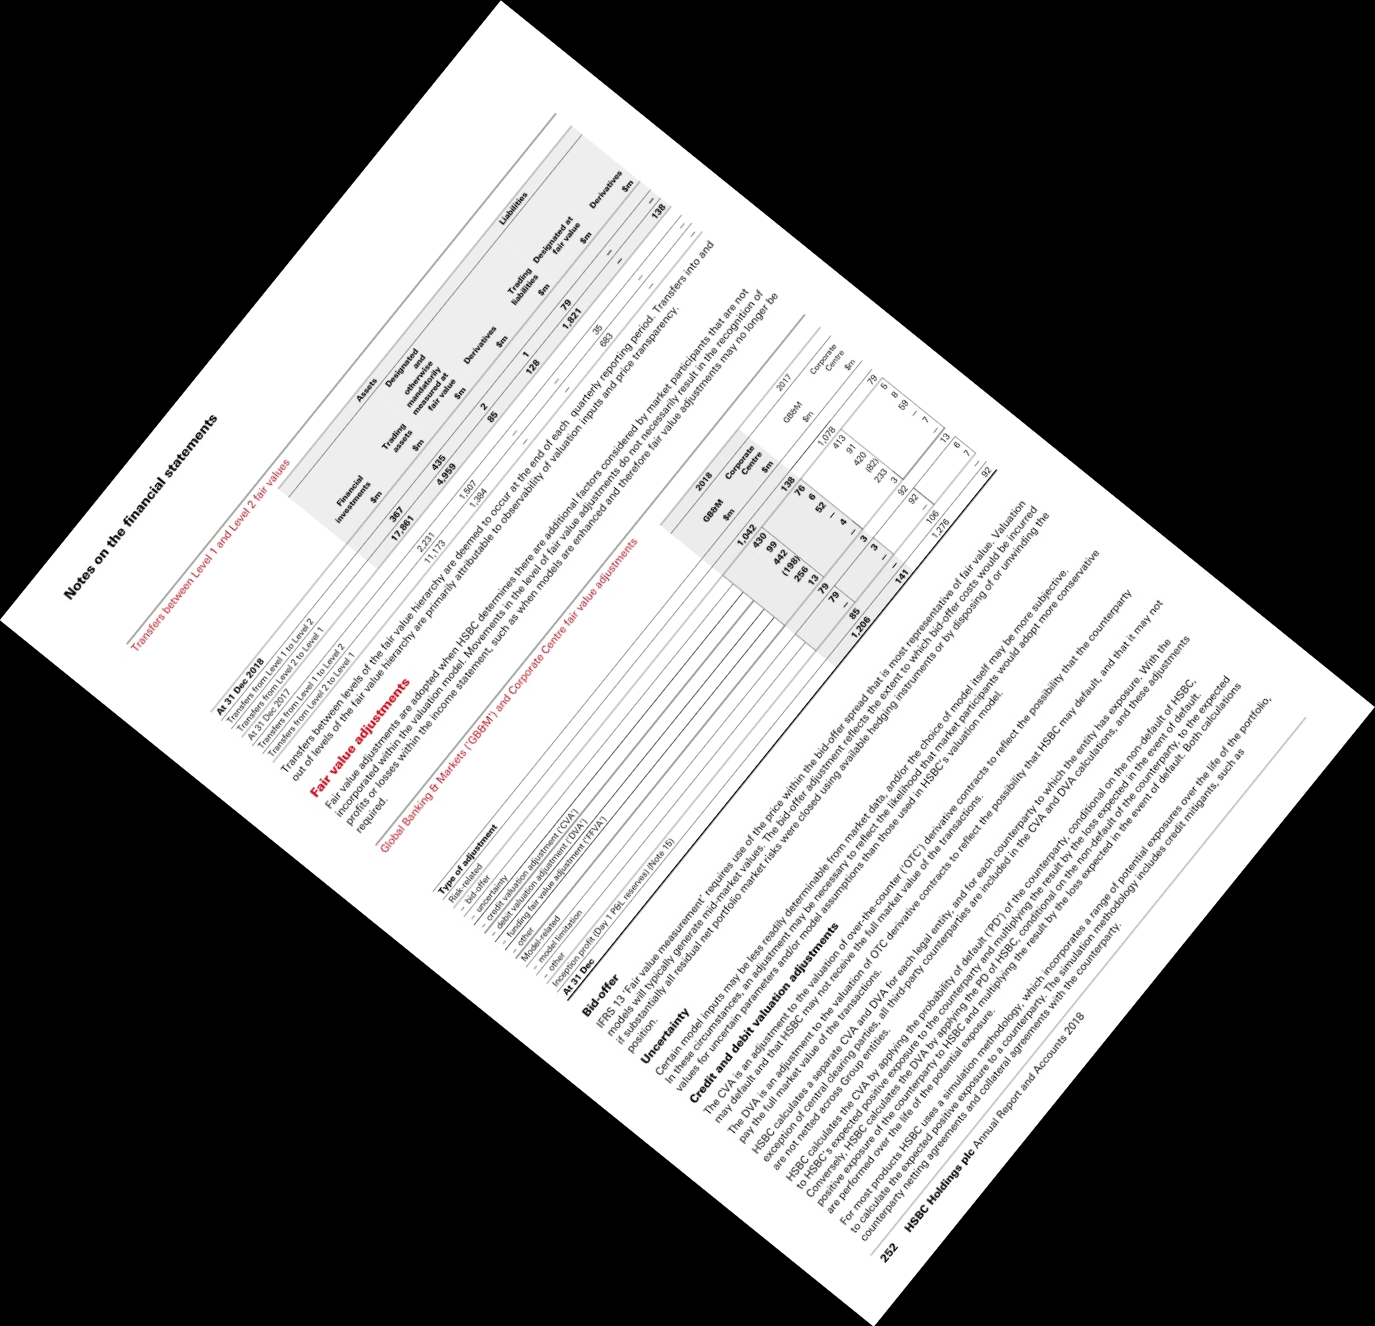 Notes on the financial statements
Transfers between Level 1 and Level 2 fair values
Assets Liabilities
Financial investments Trading assets Designated and otherwise mandatorily measured at fair value Derivatives Trading liabilities Designated at fair value Derivatives
$m $m $m $m $m $m $m
At 31 Dec 2018
Transfers from Level 1 to Level 2 367 435 2 1 79 – –
Transfers from Level 2 to Level 1 17,861 4,959 85 128 1,821 – 138
At 31 Dec 2017
Transfers from Level 1 to Level 2 2,231 1,507 – – 35 – –
Transfers from Level 2 to Level 1 11,173 1,384 – – 683 – –
Transfers between levels of the fair value hierarchy are deemed to occur at the end of each quarterly reporting period. Transfers into and
out of levels of the fair value hierarchy are primarily attributable to observability of valuation inputs and price transparency.
Fair value adjustments
Fair value adjustments are adopted when HSBC determines there are additional factors considered by market participants that are not
incorporated within the valuation model. Movements in the level of fair value adjustments do not necessarily result in the recognition of
profits or losses within the income statement, such as when models are enhanced and therefore fair value adjustments may no longer be
required.
Global Banking & Markets ('GB&M') and Corporate Centre fair value adjustments
2018 2017
GB&M Corporate Centre GB&M Corporate Centre
$m $m $m $m
Type of adjustment
Risk-related 1,042 138 1,078 79
– bid-offer 430 76 413 5
– uncertainty 99 6 91 8
– credit valuation adjustment ('CVA') 442 52 420 59
– debit valuation adjustment ('DVA') (198) – (82) –
– funding fair value adjustment ('FFVA') 256 4 233 7
– other 13 – 3 –
Model-related 79 3 92 13
– model limitation 79 3 92 6
– other – – – 7
Inception profit (Day 1 P&L reserves) (Note 15) 85 – 106 –
At 31 Dec 1,206 141 1,276 92
Bid-offer
IFRS 13 'Fair value measurement' requires use of the price within the bid-offer spread that is most representative of fair value. Valuation
models will typically generate mid-market values. The bid-offer adjustment reflects the extent to which bid-offer costs would be incurred
if substantially all residual net portfolio market risks were closed using available hedging instruments or by disposing of or unwinding the
position.
Uncertainty
Certain model inputs may be less readily determinable from market data, and/or the choice of model itself may be more subjective.
In these circumstances, an adjustment may be necessary to reflect the likelihood that market participants would adopt more conservative
values for uncertain parameters and/or model assumptions than those used in HSBC's valuation model.
Credit and debit valuation adjustments
The CVA is an adjustment to the valuation of over-the-counter ('OTC') derivative contracts to reflect the possibility that the counterparty
may default and that HSBC may not receive the full market value of the transactions.
The DVA is an adjustment to the valuation of OTC derivative contracts to reflect the possibility that HSBC may default, and that it may not
pay the full market value of the transactions.
HSBC calculates a separate CVA and DVA for each legal entity, and for each counterparty to which the entity has exposure. With the
exception of central clearing parties, all third-party counterparties are included in the CVA and DVA calculations, and these adjustments
are not netted across Group entities.
HSBC calculates the CVA by applying the probability of default ('PD') of the counterparty, conditional on the non-default of HSBC,
to HSBC's expected positive exposure to the counterparty and multiplying the result by the loss expected in the event of default.
Conversely, HSBC calculates the DVA by applying the PD of HSBC, conditional on the non-default of the counterparty, to the expected
positive exposure of the counterparty to HSBC and multiplying the result by the loss expected in the event of default. Both calculations
are performed over the life of the potential exposure.
For most products HSBC uses a simulation methodology, which incorporates a range of potential exposures over the life of the portfolio,
to calculate the expected positive exposure to a counterparty. The simulation methodology includes credit mitigants, such as
counterparty netting agreements and collateral agreements with the counterparty.
252 HSBC Holdings plc Annual Report and Accounts 2018